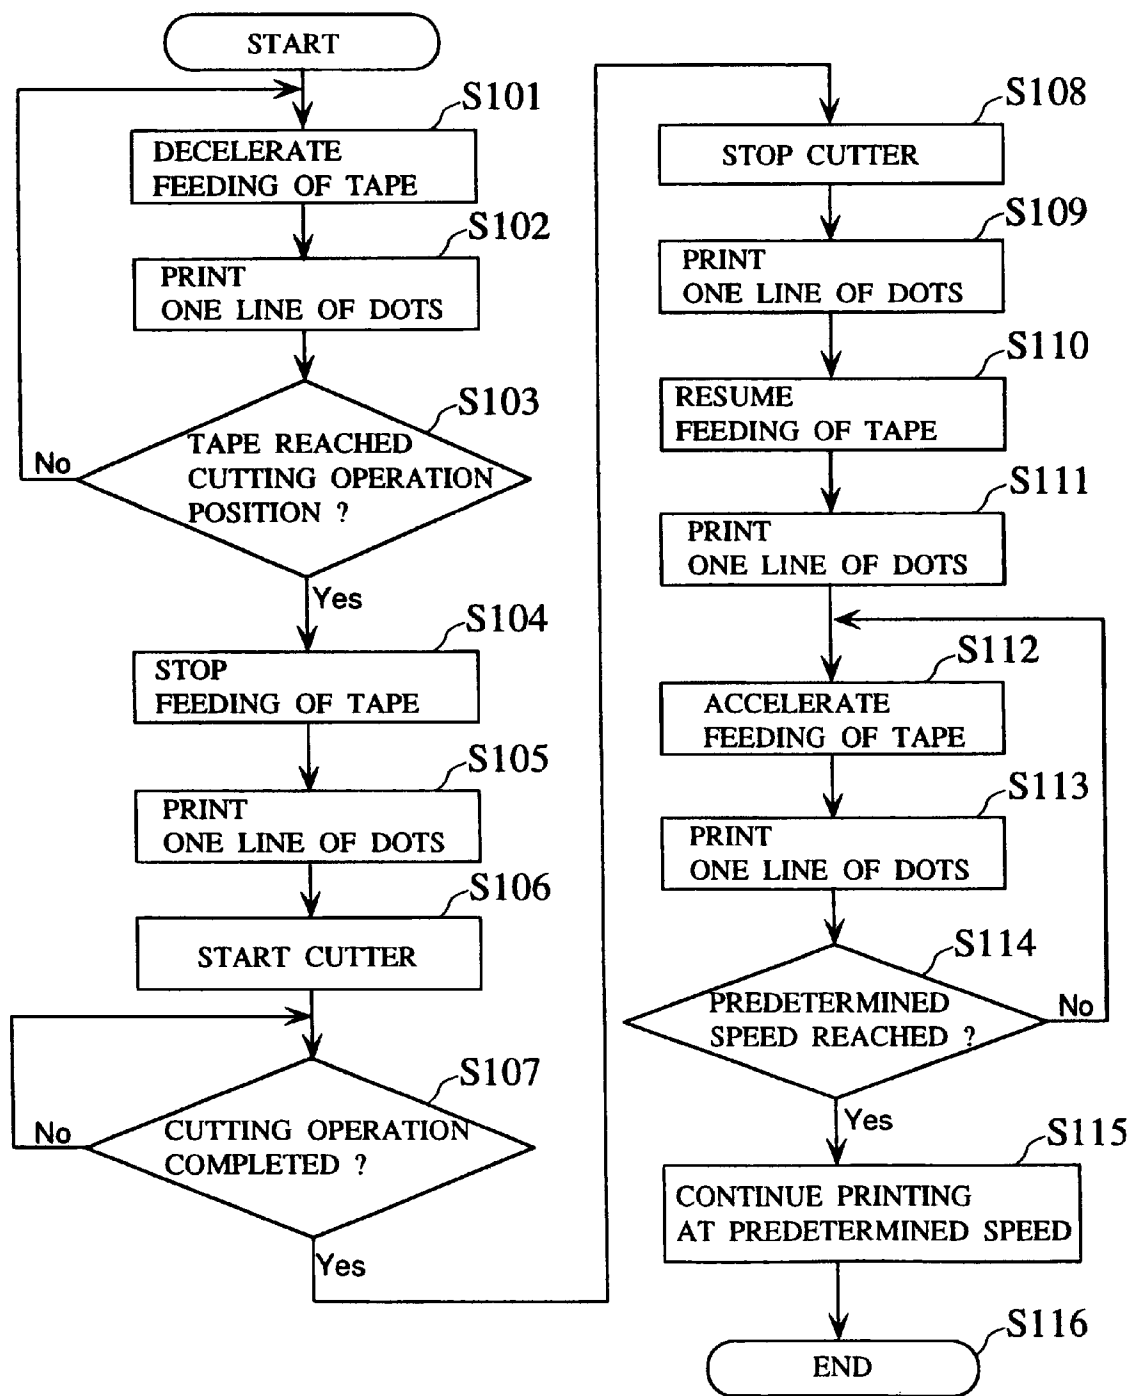 START
S101
DECELERATE
FEEDING OF TAPE
S102
PRINT
ONE LINE OF DOTS
S103
TAPE REACHED
CUTTING OPERATION
POSITION ?
No
Yes
S104
STOP
FEEDING OF TAPE
S105
PRINT
ONE LINE OF DOTS
S106
START CUTTER
S107
CUTTING OPERATION
COMPLETED ?
No
Yes
S108
STOP CUTTER
S109
PRINT
ONE LINE OF DOTS
S110
RESUME
FEEDING OF TAPE
S111
PRINT
ONE LINE OF DOTS
S112
ACCELERATE
FEEDING OF TAPE
S113
PRINT
ONE LINE OF DOTS
S114
PREDETERMINED
SPEED REACHED ?
No
Yes
S115
CONTINUE PRINTING
AT PREDETERMINED SPEED
S116
END